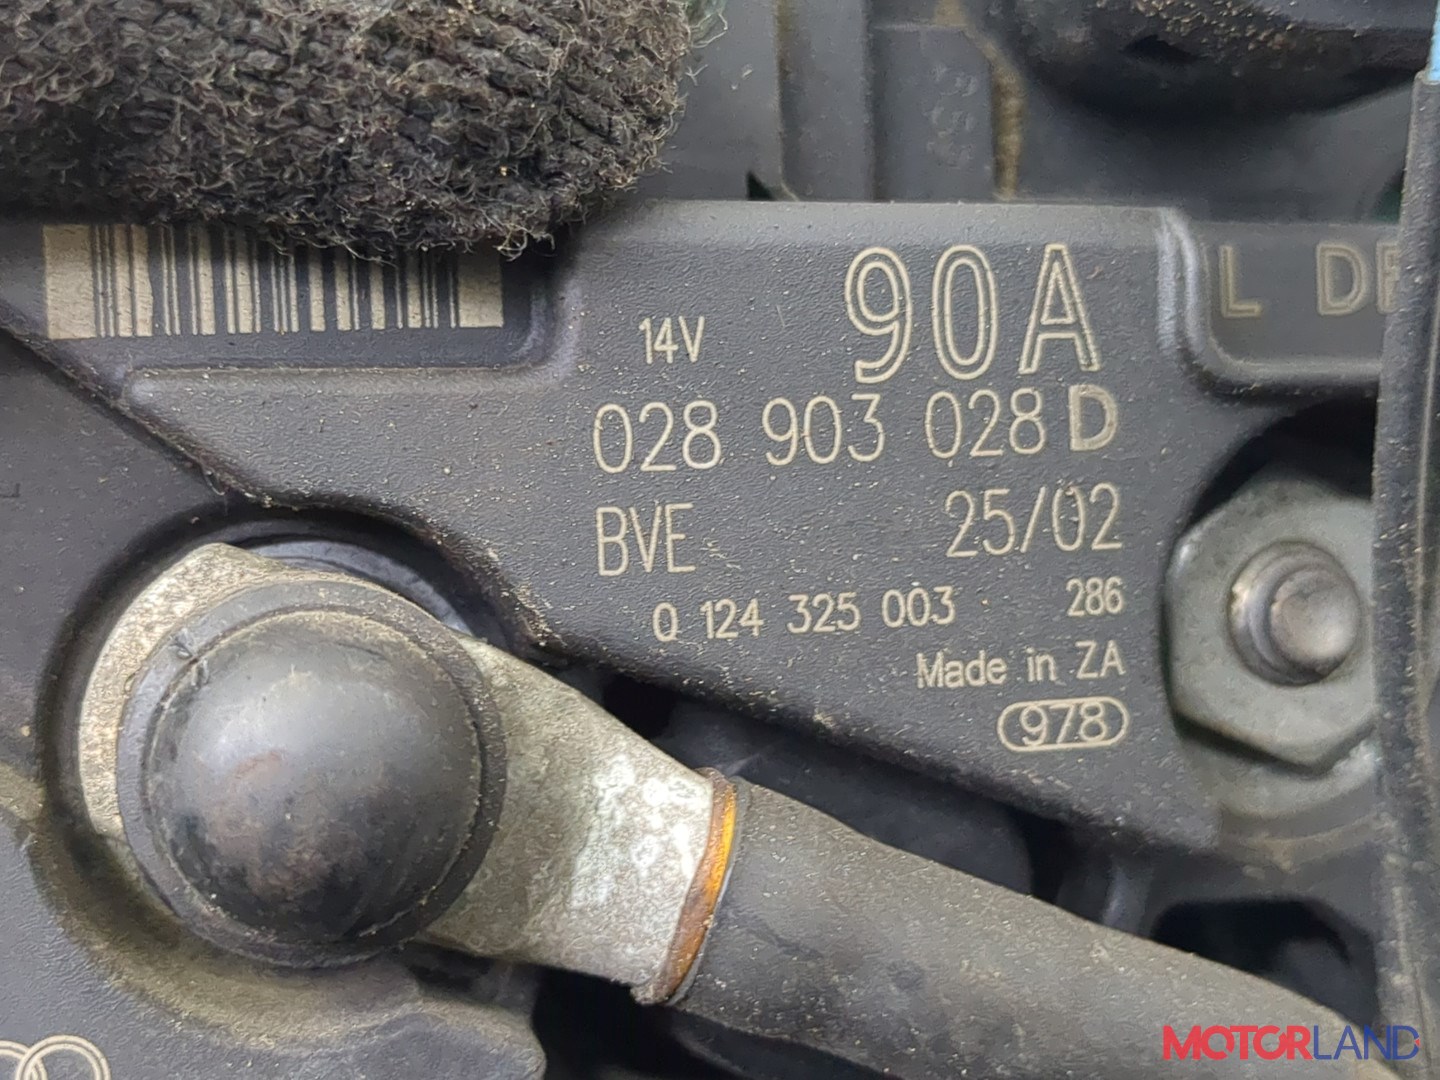 14V 90A
028 903 028 D
BVE 25/02
0 124 325 003 286
Made in ZA
978
L
MOTORLAND